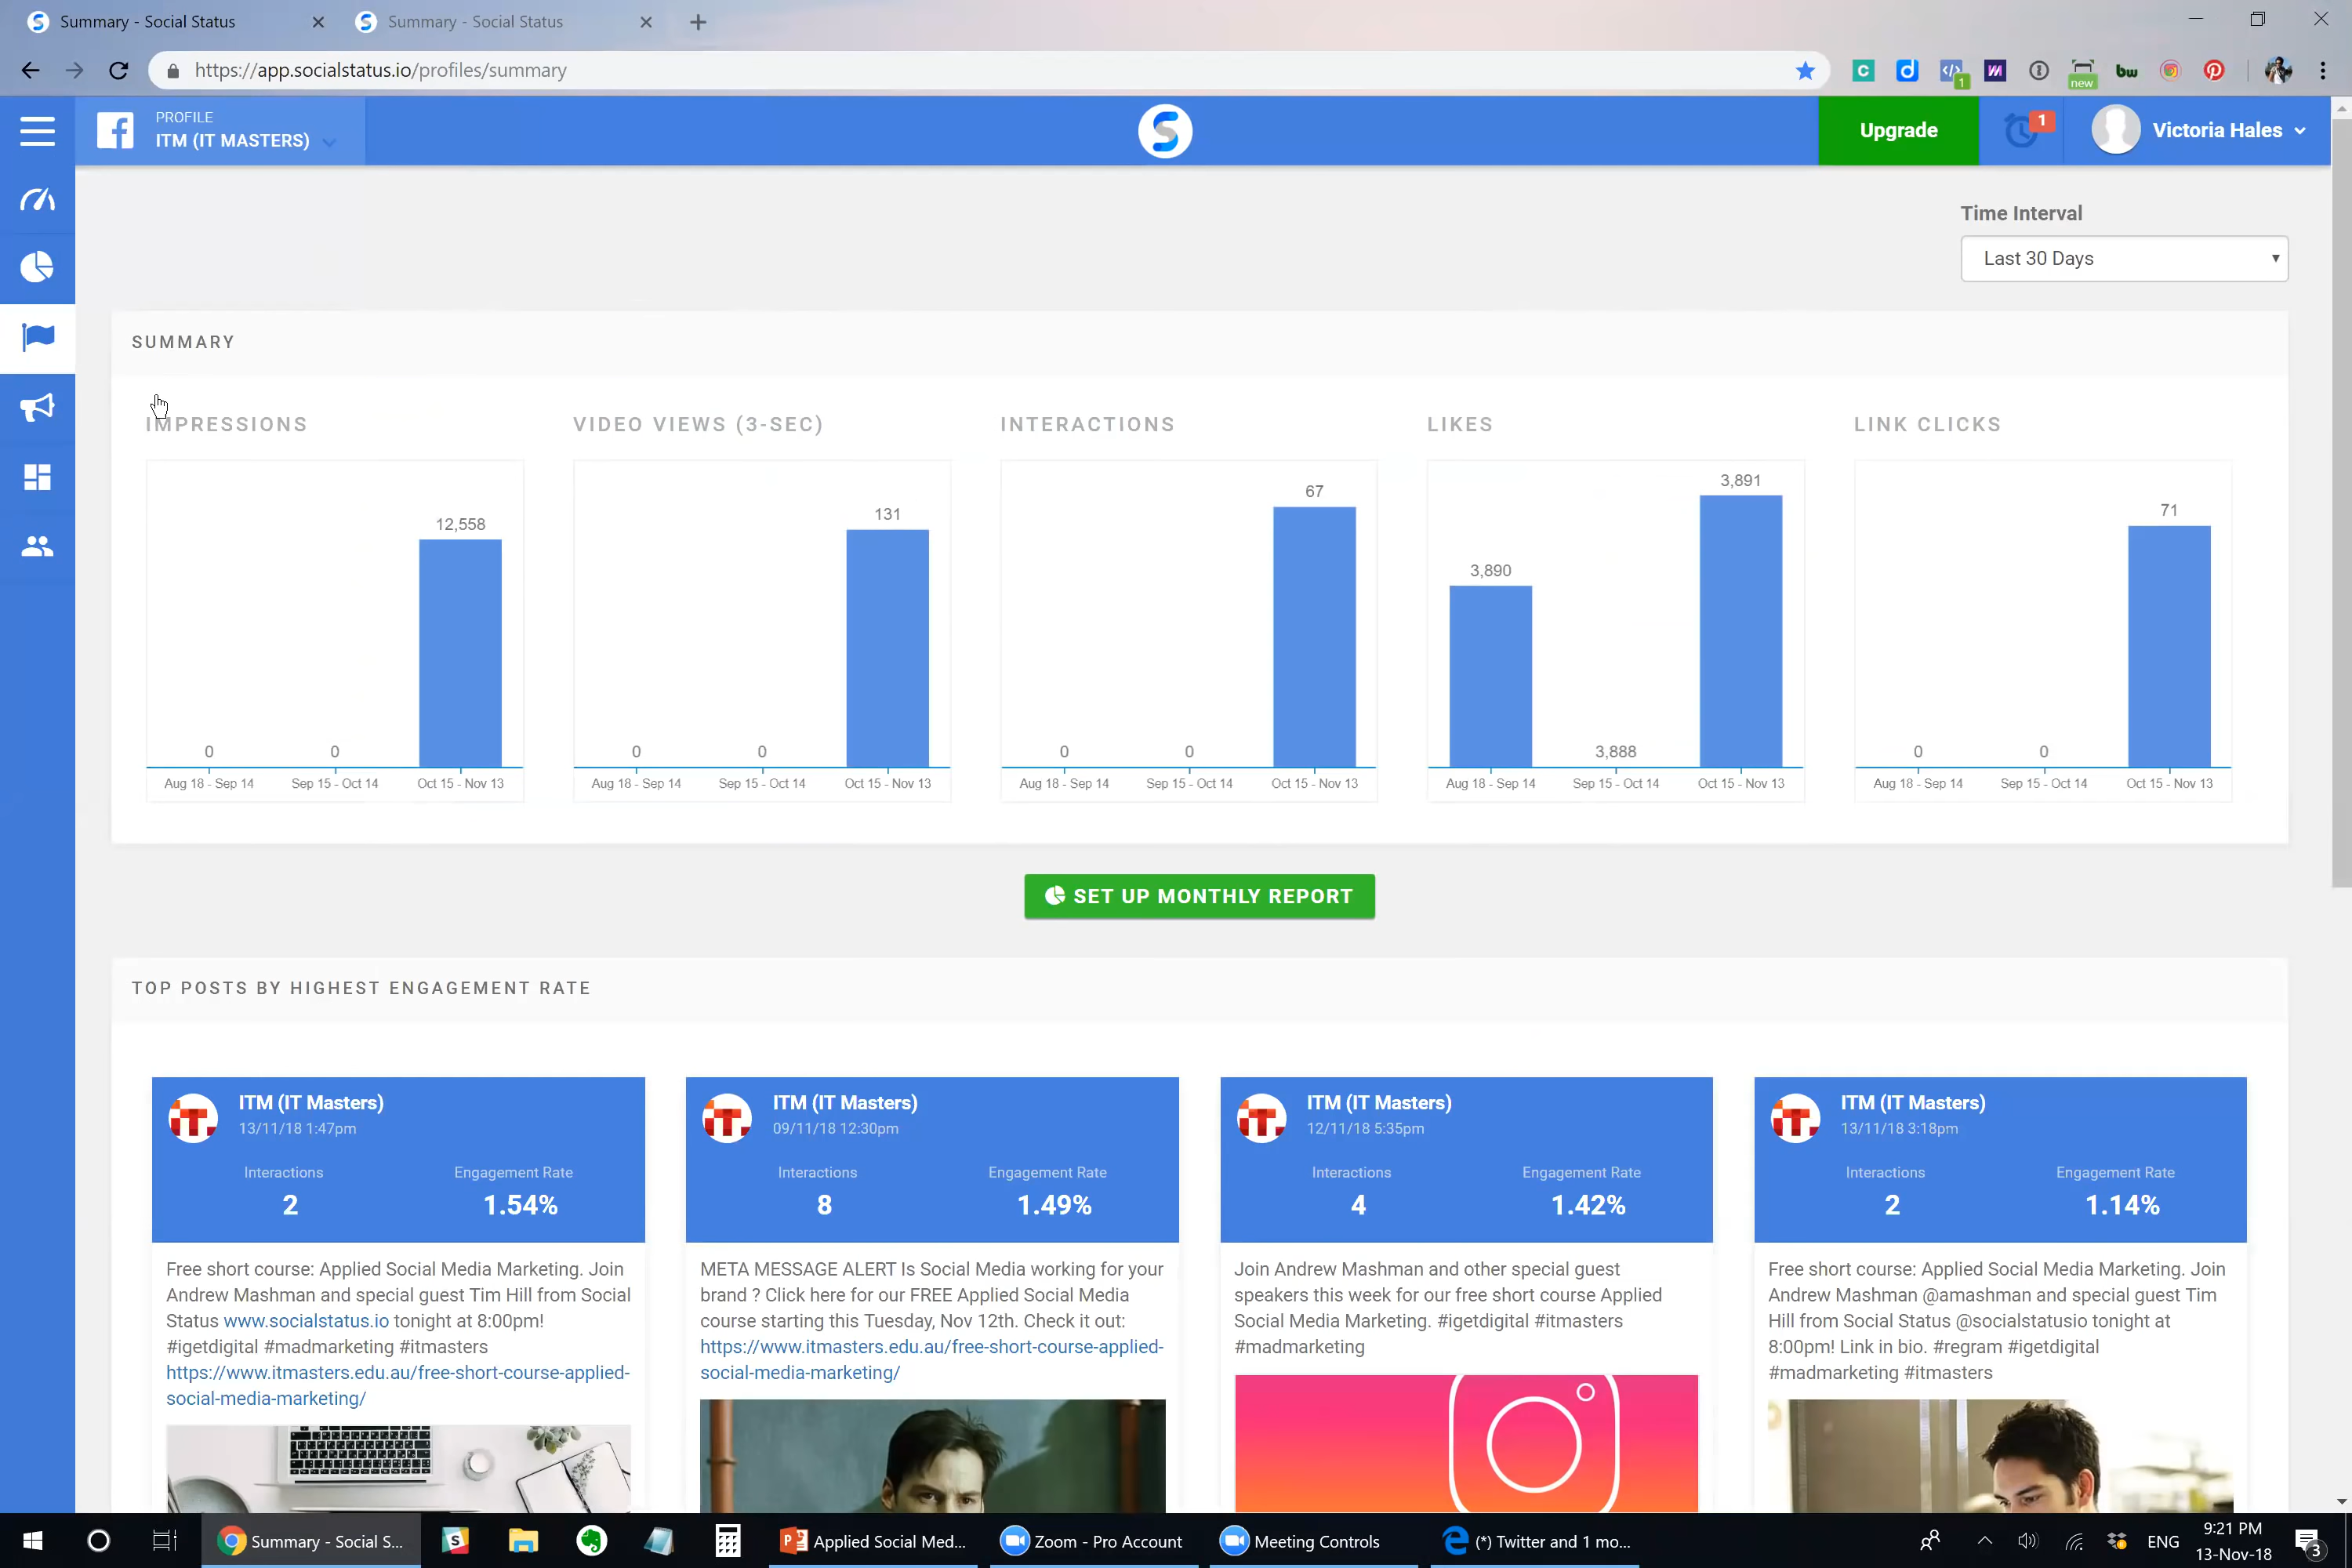 Summary - Social Status
Summary - Social Status
https://app.socialstatus.io/profiles/summary
new
1
PROFILE
ITM (IT MASTERS)
Upgrade
1
Victoria Hales
Time Interval
Last 30 Days
SUMMARY
IMPRESSIONS
12,558
0
0
Aug 18 - Sep 14
Sep 15 - Oct 14
Oct 15 - Nov 13
VIDEO VIEWS (3-SEC)
131
0
0
Aug 18 - Sep 14
Sep 15 - Oct 14
Oct 15 - Nov 13
INTERACTIONS
67
0
0
Aug 18 - Sep 14
Sep 15 - Oct 14
Oct 15 - Nov 13
LIKES
3,891
3,890
3,888
Aug 18 - Sep 14
Sep 15 - Oct 14
Oct 15 - Nov 13
LINK CLICKS
71
0
0
Aug 18 - Sep 14
Sep 15 - Oct 14
Oct 15 - Nov 13
SET UP MONTHLY REPORT
TOP POSTS BY HIGHEST ENGAGEMENT RATE
ITM (IT Masters)
13/11/18 1:47pm
Interactions
2
Engagement Rate
1.54%
Free short course: Applied Social Media Marketing. Join
Andrew Mashman and special guest Tim Hill from Social
Status www.socialstatus.io tonight at 8:00pm!
#igetdigital #madmarketing #itmasters
https://www.itmasters.edu.au/free-short-course-applied-
social-media-marketing/
ITM (IT Masters)
09/11/18 12:30pm
Interactions
8
Engagement Rate
1.49%
META MESSAGE ALERT Is Social Media working for your
brand ? Click here for our FREE Applied Social Media
course starting this Tuesday, Nov 12th. Check it out:
https://www.itmasters.edu.au/free-short-course-applied-
social-media-marketing/
ITM (IT Masters)
12/11/18 5:35pm
Interactions
4
Engagement Rate
1.42%
Join Andrew Mashman and other special guest
speakers this week for our free short course Applied
Social Media Marketing. #igetdigital #itmasters
#madmarketing
ITM (IT Masters)
13/11/18 3:18pm
Interactions
2
Engagement Rate
1.14%
Free short course: Applied Social Media Marketing. Join
Andrew Mashman @amashman and special guest Tim
Hill from Social Status @socialstatusio tonight at
8:00pm! Link in bio. #regram #igetdigital
#madmarketing #itmasters
Summary - Social S...
Applied Social Med...
Zoom - Pro Account
Meeting Controls
(*) Twitter and 1 mo...
ENG
9:21 PM
13-Nov-18
3